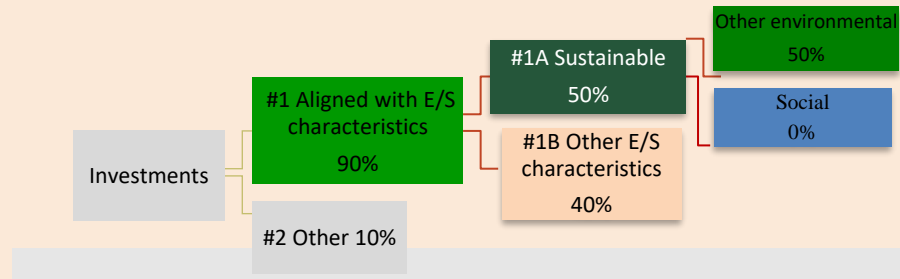 Investments
#1 Aligned with E/S
characteristics
90%
#2 Other 10%
#1A Sustainable
50%
#1B Other E/S
characteristics
40%
Other environmental
50%
Social
0%